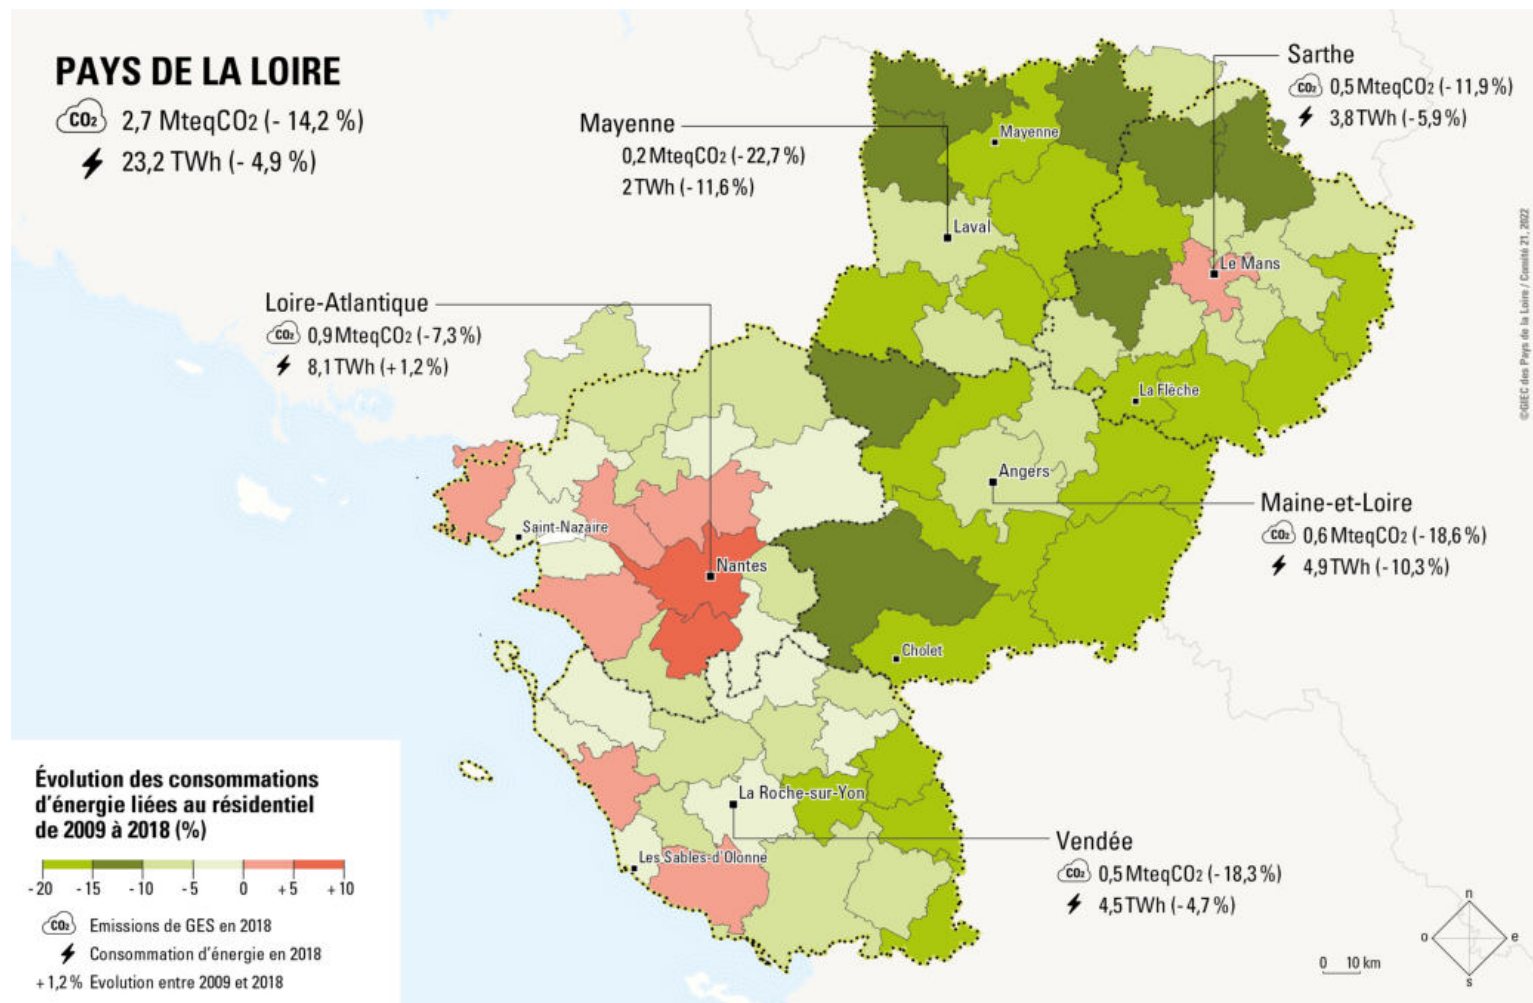 PAYS DE LA LOIRE
CO2 2,7 MteqCO2 (- 14,2 %)
23,2 TWh (- 4,9 %)
Sarthe
CO2 0,5 MteqCO2 (- 11,9 %)
3,8 TWh (- 5,9 %)
Mayenne
0,2 MteqCO2 (- 22,7 %)
2 TWh (- 11,6 %)
Mayenne
Laval
Le Mans
©GIEC des Pays de la Loire / Comité 21, 2022
Loire-Atlantique
CO2 0,9 MteqCO2 (- 7,3 %)
8,1 TWh (+ 1,2 %)
La Flèche
Angers
Maine-et-Loire
CO2 0,6 MteqCO2 (- 18,6 %)
4,9 TWh (- 10,3 %)
Saint-Nazaire
Nantes
Cholet
La Roche-sur-Yon
Les Sables-d'Olonne
Vendée
CO2 0,5 MteqCO2 (- 18,3 %)
4,5 TWh (- 4,7 %)
Évolution des consommations
d'énergie liées au résidentiel
de 2009 à 2018 (%)
- 20 - 15 - 10 - 5 0 + 5 + 10
CO2 Emissions de GES en 2018
Consommation d'énergie en 2018
+ 1,2 % Evolution entre 2009 et 2018
0 10 km
n
o e
s